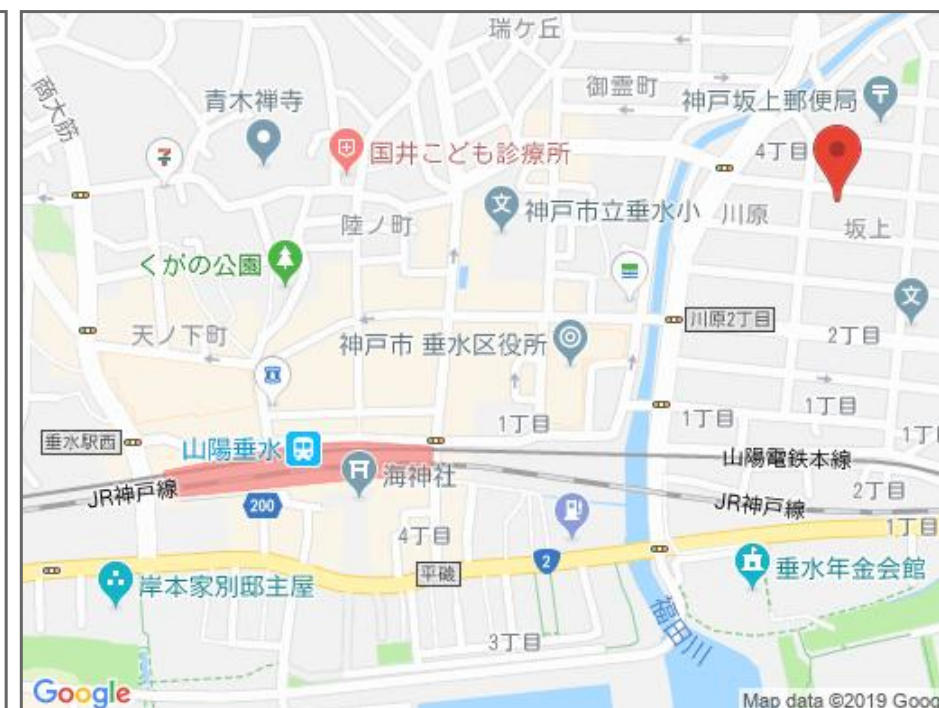 瑞ケ丘
商大筋
御霊町
青木禅寺
神戸坂上郵便局
国井こども診療所
4丁目
陸ノ町
神戸市立垂水小
川原
坂上
文
くがの公園
文
天ノ下町
神戸市 垂水区役所
川原2丁目
2丁目
1丁目
1丁目
1丁目
1丁
垂水駅西
山陽垂水
山陽電鉄本線
海神社
JR神戸線
200
JR神戸線
2丁目
4丁目
1丁目
平磯
2
垂水年金会館
岸本家別邸主屋
福田川
3丁目
Google
Map data ©2019 Goog